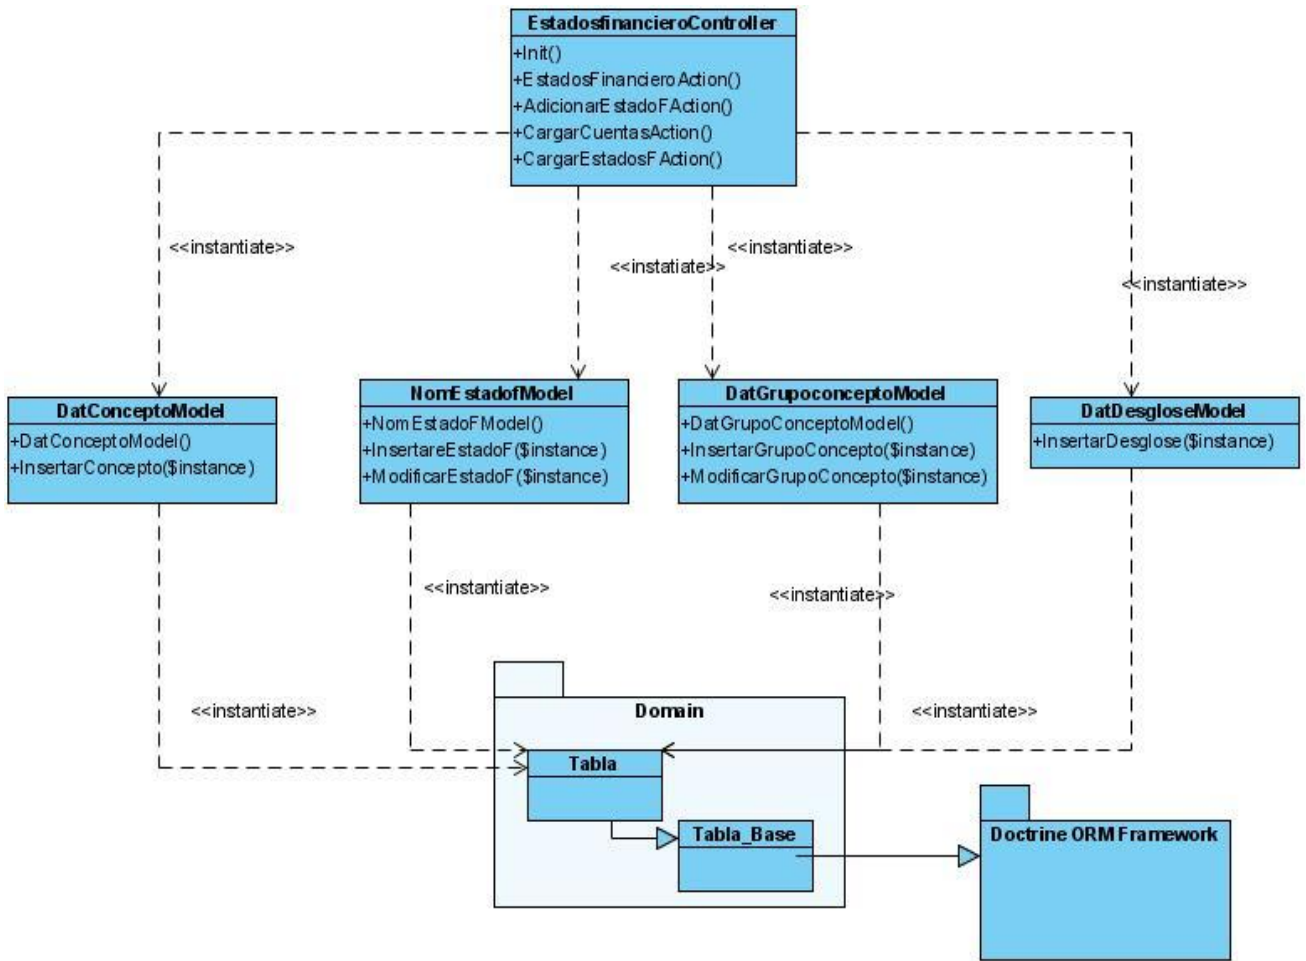 EstadosfinancieroController
+Init()
+EstadosFinancieroAction()
+AdicionarEstadoFAction()
+CargarCuentasAction()
+CargarEstadosFAction()
<<instantiate>>
<<instantiate>>
<<instatiate>>
<<instantiate>>
DatConceptoModel
+DatConceptoModel()
+InsertarConcepto($instance)
NomEstadofModel
+NomEstadoFModel()
+InsertareEstadoF($instance)
+ModificarEstadoF($instance)
DatGrupoconceptoModel
+DatGrupoConceptoModel()
+InsertarGrupoConcepto($instance)
+ModificarGrupoConcepto($instance)
DatDesgloseModel
+InsertarDesglose($instance)
<<instantiate>>
<<instantiate>>
<<instantiate>>
<<instantiate>>
Domain
Tabla
Tabla_Base
Doctrine ORM Framework